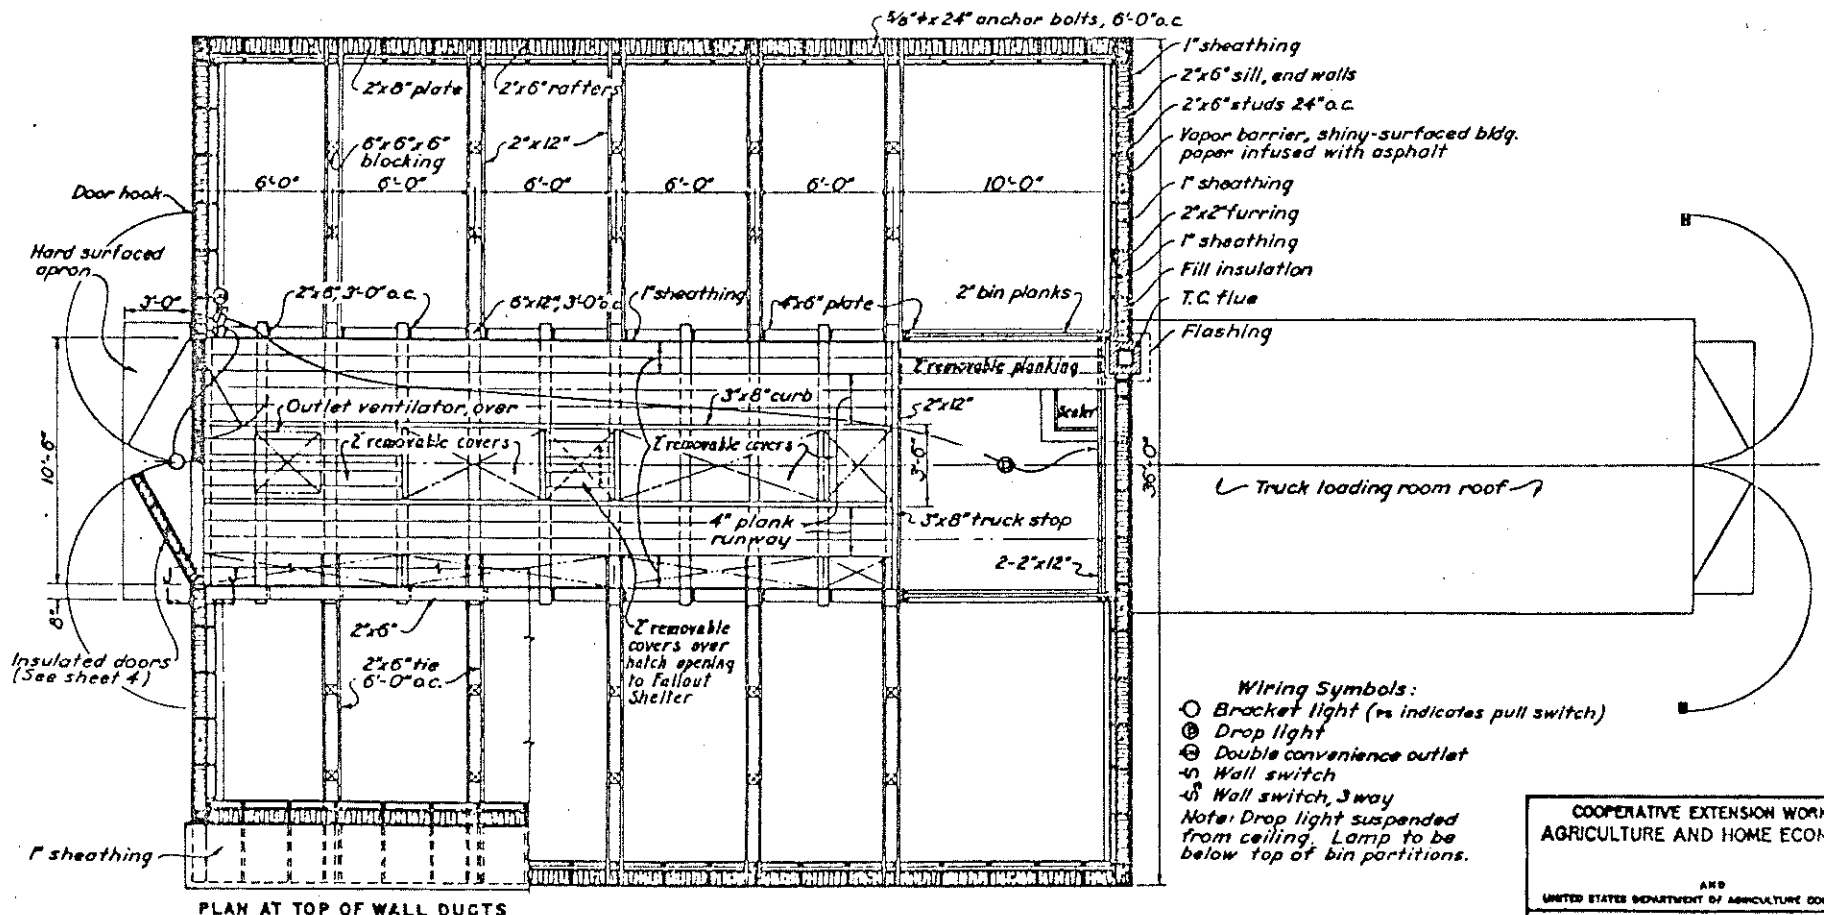 5/8"ϕ x 24" anchor bolts, 6'-0" o.c.
1" sheathing
2"x6" sill, end walls
2"x6" studs 24" o.c.
Vapor barrier, shiny-surfaced bldg.
paper infused with asphalt
1" sheathing
2"x2" furring
1" sheathing
Fill insulation
T.C. flue
Flashing
2"x8" plate
2"x6" rafters
6"x6"x6"
blocking
2"x12"
6'-0"
6'-0"
6'-0"
6'-0"
6'-0"
10'-0"
Door hook
Hard surfaced
apron
3'-0"
2"x6", 3'-0" o.c.
6"x12", 3'-0" o.c.
1" sheathing
4"x6" plate
2" bin planks
2" removable planking
3"x8" curb
2"x12"
Scale
Outlet ventilator, over
2" removable covers
2" removable covers
3'-6"
10'-6"
36'-0"
Truck loading room roof
4" plank
runway
3"x8" truck stop
2-2"x12"
8"
2"x6"
2"x6" tie
6'-0" o.c.
2" removable
covers over
hatch opening
to Fallout
Shelter
Insulated doors
(See sheet 4)
1" sheathing
Wiring Symbols:
Bracket light (PS indicates pull switch)
Drop light
Double convenience outlet
Wall switch
Wall switch, 3 way
Note: Drop light suspended
from ceiling. Lamp to be
below top of bin partitions.
PLAN AT TOP OF WALL DUCTS
COOPERATIVE EXTENSION WORK
AGRICULTURE AND HOME ECON
AND
UNITED STATES DEPARTMENT OF AGRICULTURE COO